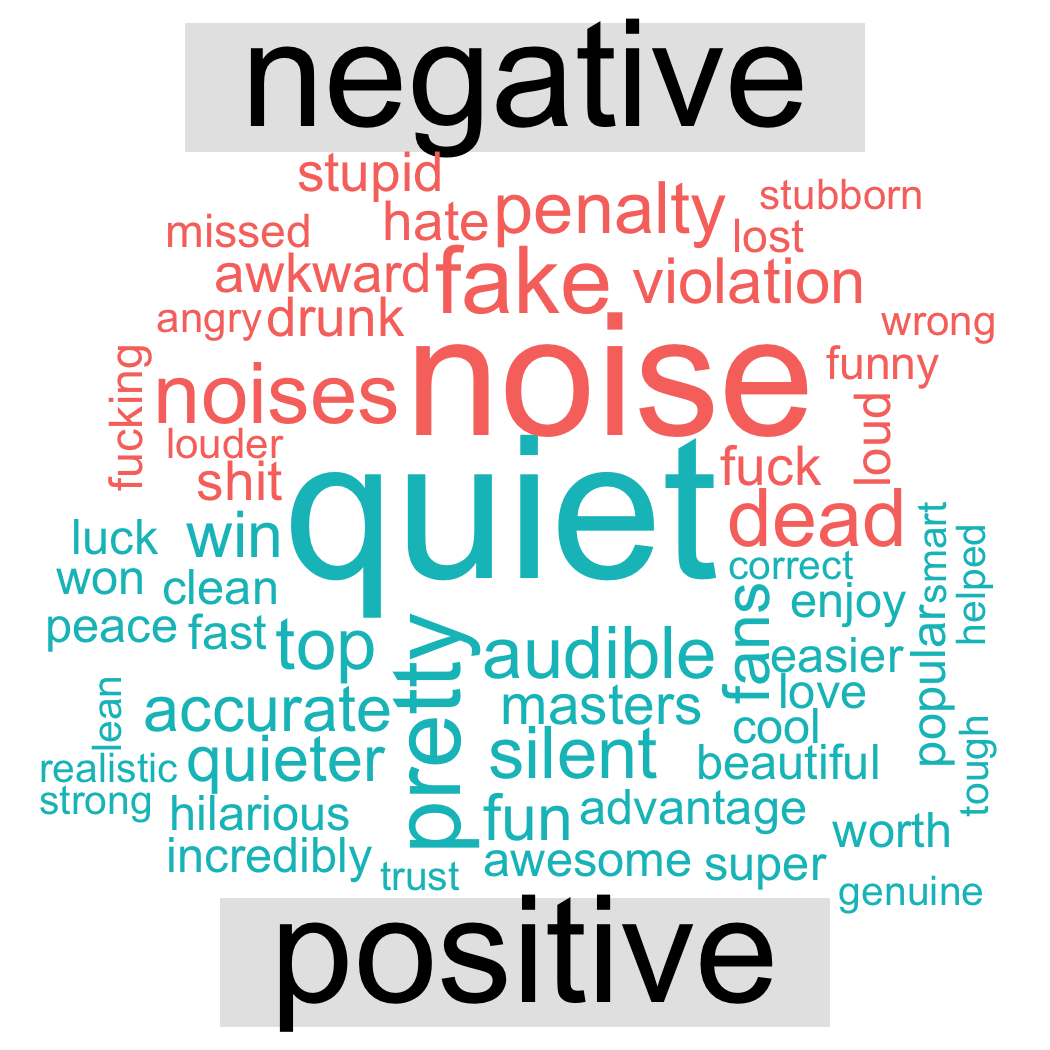 negative
stupid
stubborn
hate penalty
missed
lost
awkward fake violation
angry drunk
wrong
noise
funny
fucking
noises
loud
louder
quiet
fuck
shit
dead
luck win
smart
helped
won clean
correct
enjoy
peace fast top
pretty
audible
fans
easier
popular
love
lean
accurate
masters
cool
quieter
silent
beautiful
tough
realistic
strong
hilarious
fun advantage
worth
incredibly
trust
awesome super
genuine
positive